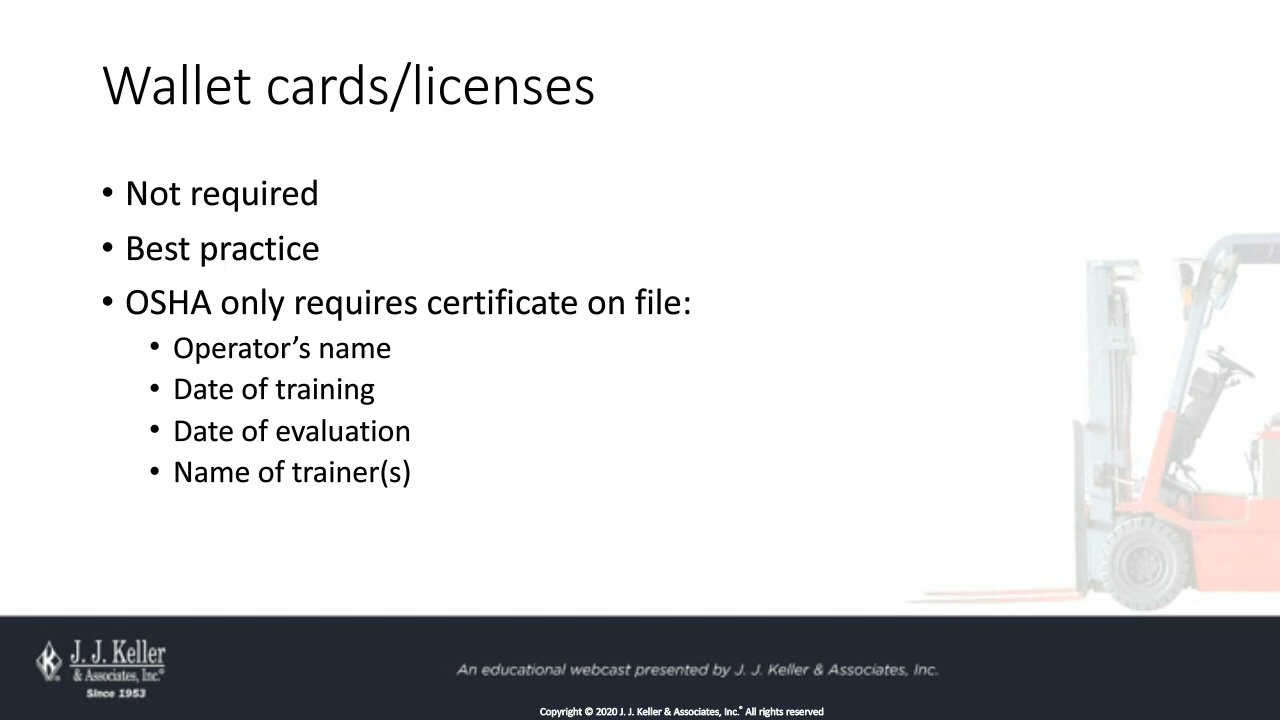 Wallet cards/licenses
• Not required
• Best practice
• OSHA only requires certificate on file:
• Operator’s name
• Date of training
• Date of evaluation
• Name of trainer(s)
J. J. Keller
& Associates, Inc.®
Since 1953
An educational webcast presented by J. J. Keller & Associates, Inc.
Copyright © 2020 J. J. Keller & Associates, Inc.® All rights reserved